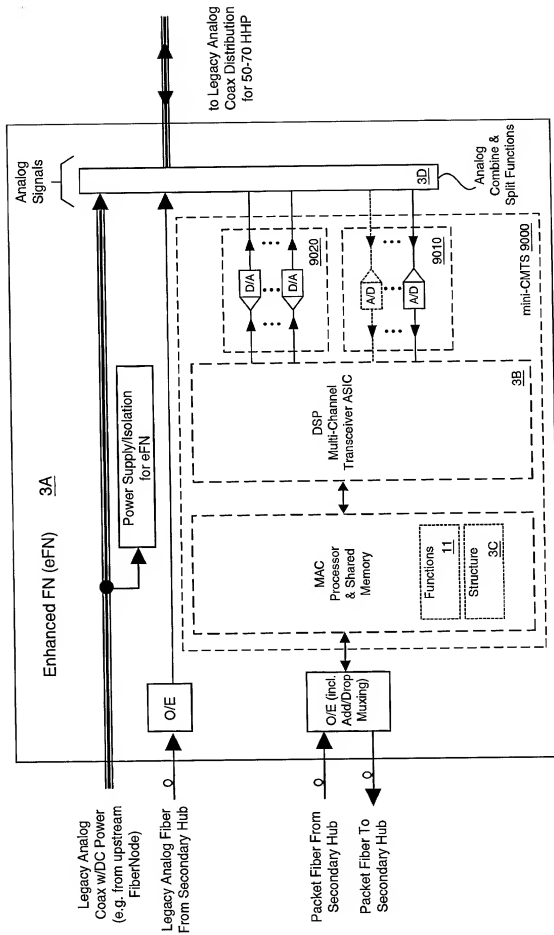 Enhanced FN (eFN)
3A
Analog
Signals
Legacy Analog
Coax w/DC Power
(e.g. from upstream
FiberNode)
Power Supply/Isolation
for eFN
to Legacy Analog
Coax Distribution
for 50-70 HHP
Legacy Analog Fiber
From Secondary Hub
O/E
3D
Analog
Combine &
Split Functions
Packet Fiber From
Secondary Hub
Packet Fiber To
Secondary Hub
O/E (incl.
Add/Drop
Muxing)
MAC
Processor
& Shared
Memory
Functions
11
Structure
3C
DSP
Multi-Channel
Transceiver ASIC
3B
D/A
D/A
9020
A/D
A/D
9010
mini-CMTS 9000